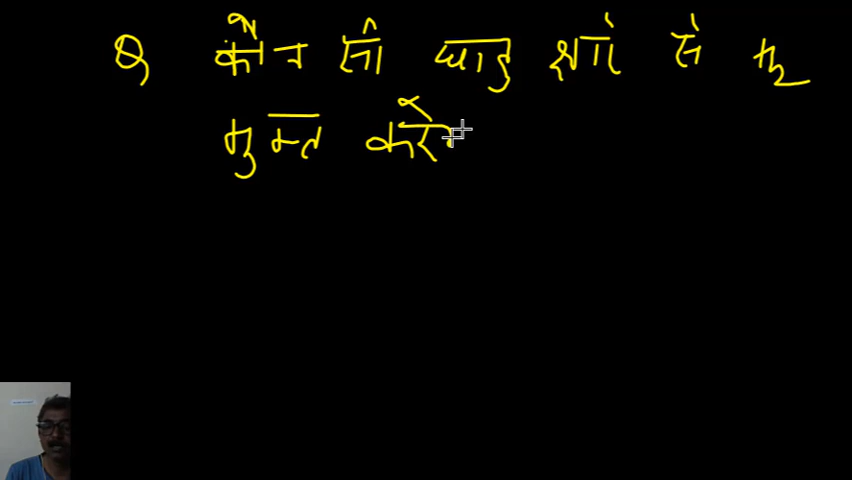 Q कौन सी धातु क्षारों से H₂
मुक्त करे